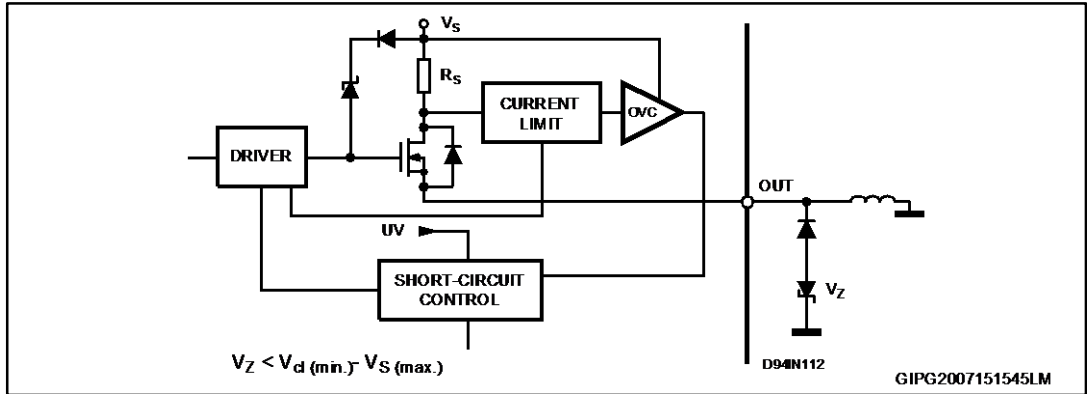 VS
RS
CURRENT
LIMIT
OVC
DRIVER
OUT
UV
SHORT-CIRCUIT
CONTROL
VZ
VZ < Vcl (min.)- VS (max.)
D94IN112
GIPG2007151545LM